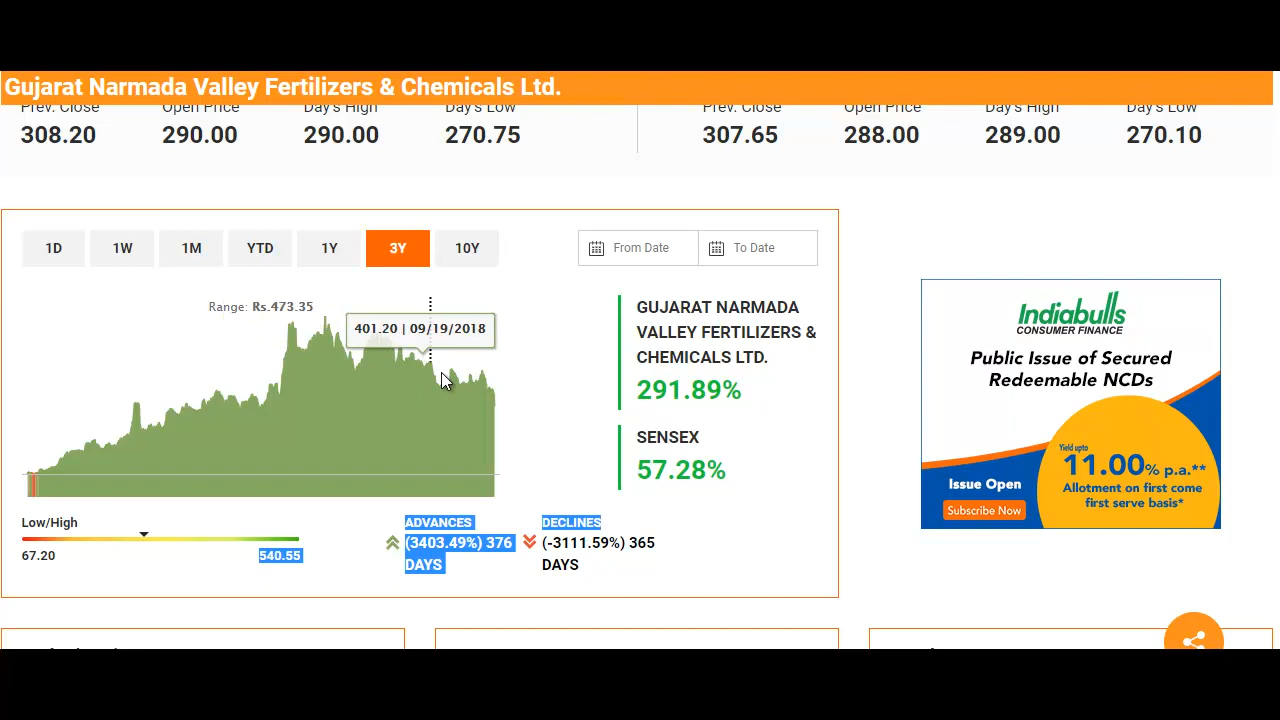 Gujarat Narmada Valley Fertilizers & Chemicals Ltd.
Prev. Close Open Price Day's High Day's Low
308.20 290.00 290.00 270.75
Prev. Close Open Price Day's High Day's Low
307.65 288.00 289.00 270.10
1D 1W 1M YTD 1Y 3Y 10Y
From Date To Date
Range: Rs.473.35
401.20 | 09/19/2018
GUJARAT NARMADA
VALLEY FERTILIZERS &
CHEMICALS LTD.
291.89%
SENSEX
57.28%
Low/High
67.20 540.55
ADVANCES
(3403.49%) 376
DAYS
DECLINES
(-3111.59%) 365
DAYS
Indiabulls
CONSUMER FINANCE
Public Issue of Secured
Redeemable NCDs
Yield upto
11.00% p.a.**
Allotment on first come
first serve basis*
Issue Open
Subscribe Now